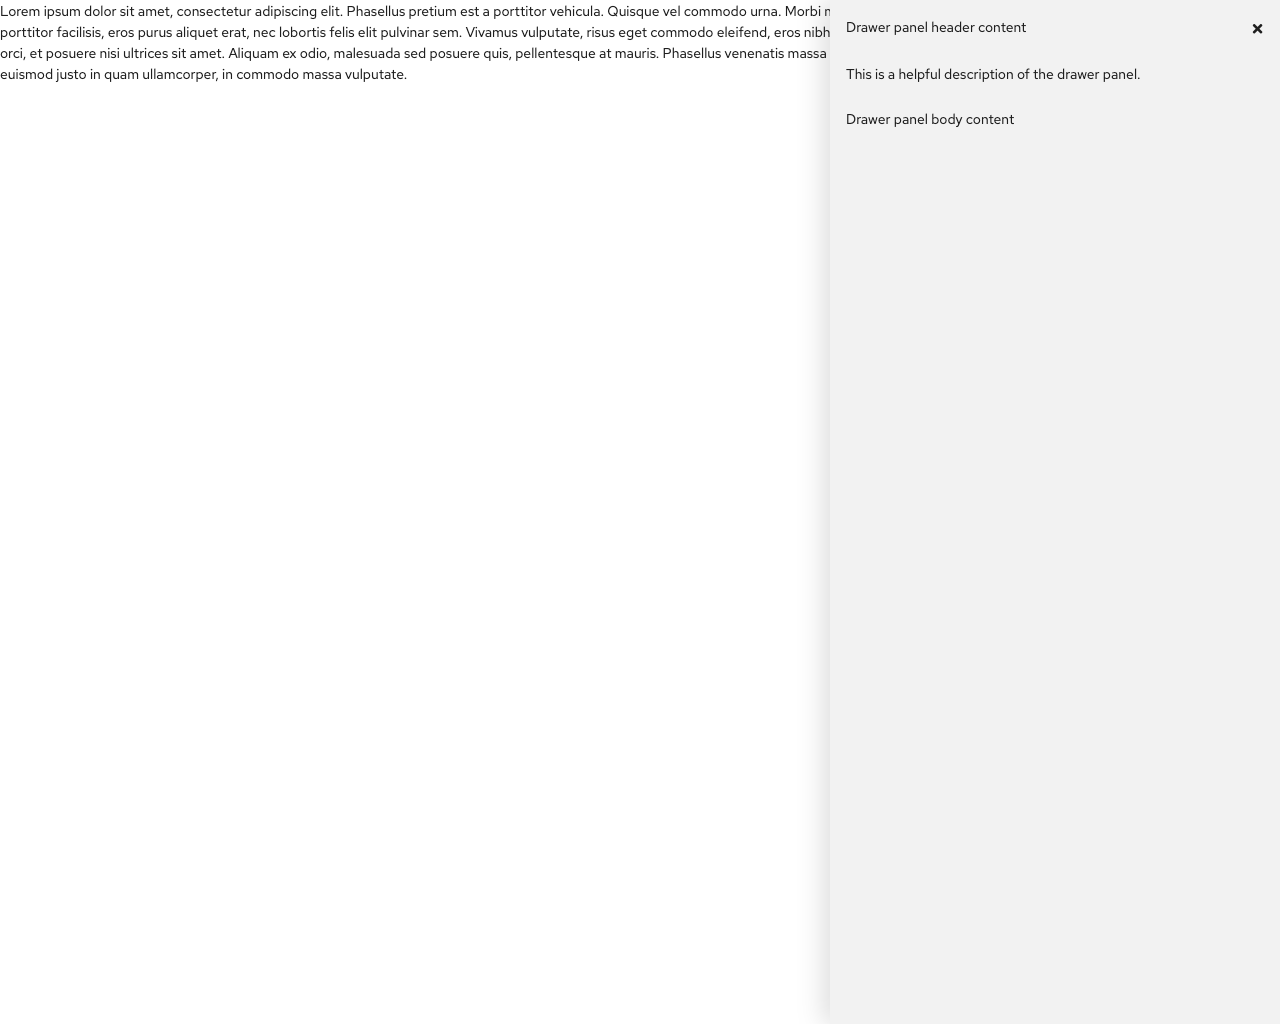 Lorem ipsum dolor sit amet, consectetur adipiscing elit. Phasellus pretium est a porttitor vehicula. Quisque vel commodo urna. Morbi
porttitor facilisis, eros purus aliquet erat, nec lobortis felis elit pulvinar sem. Vivamus vulputate, risus eget commodo eleifend, eros nibh
orci, et posuere nisi ultrices sit amet. Aliquam ex odio, malesuada sed posuere quis, pellentesque at mauris. Phasellus venenatis massa
euismod justo in quam ullamcorper, in commodo massa vulputate.
Drawer panel header content
This is a helpful description of the drawer panel.
Drawer panel body content